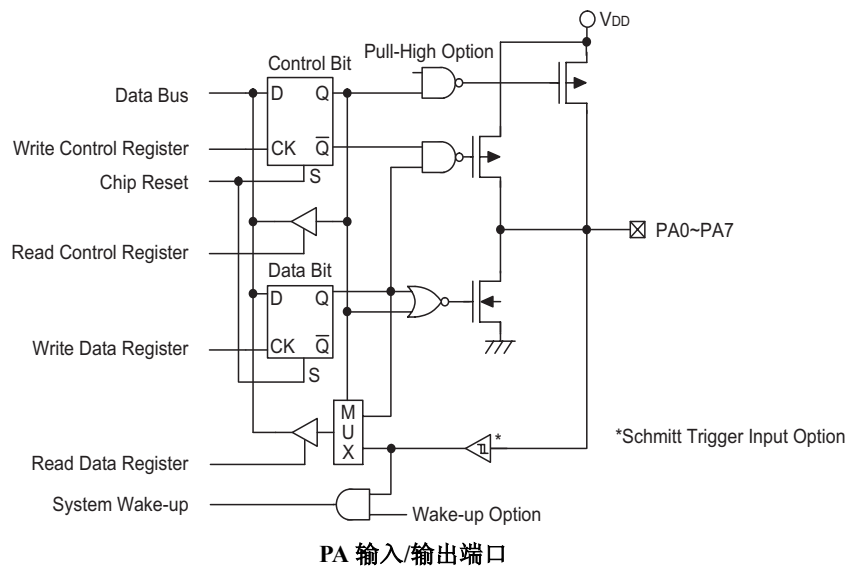 VDD
Pull-High Option
Control Bit
Data Bus
D Q
Write Control Register
CK Q
Chip Reset
S
Read Control Register
PA0~PA7
Data Bit
D Q
Write Data Register
CK Q
S
M
U
X
*
*Schmitt Trigger Input Option
Read Data Register
System Wake-up
Wake-up Option
PA 输入/输出端口